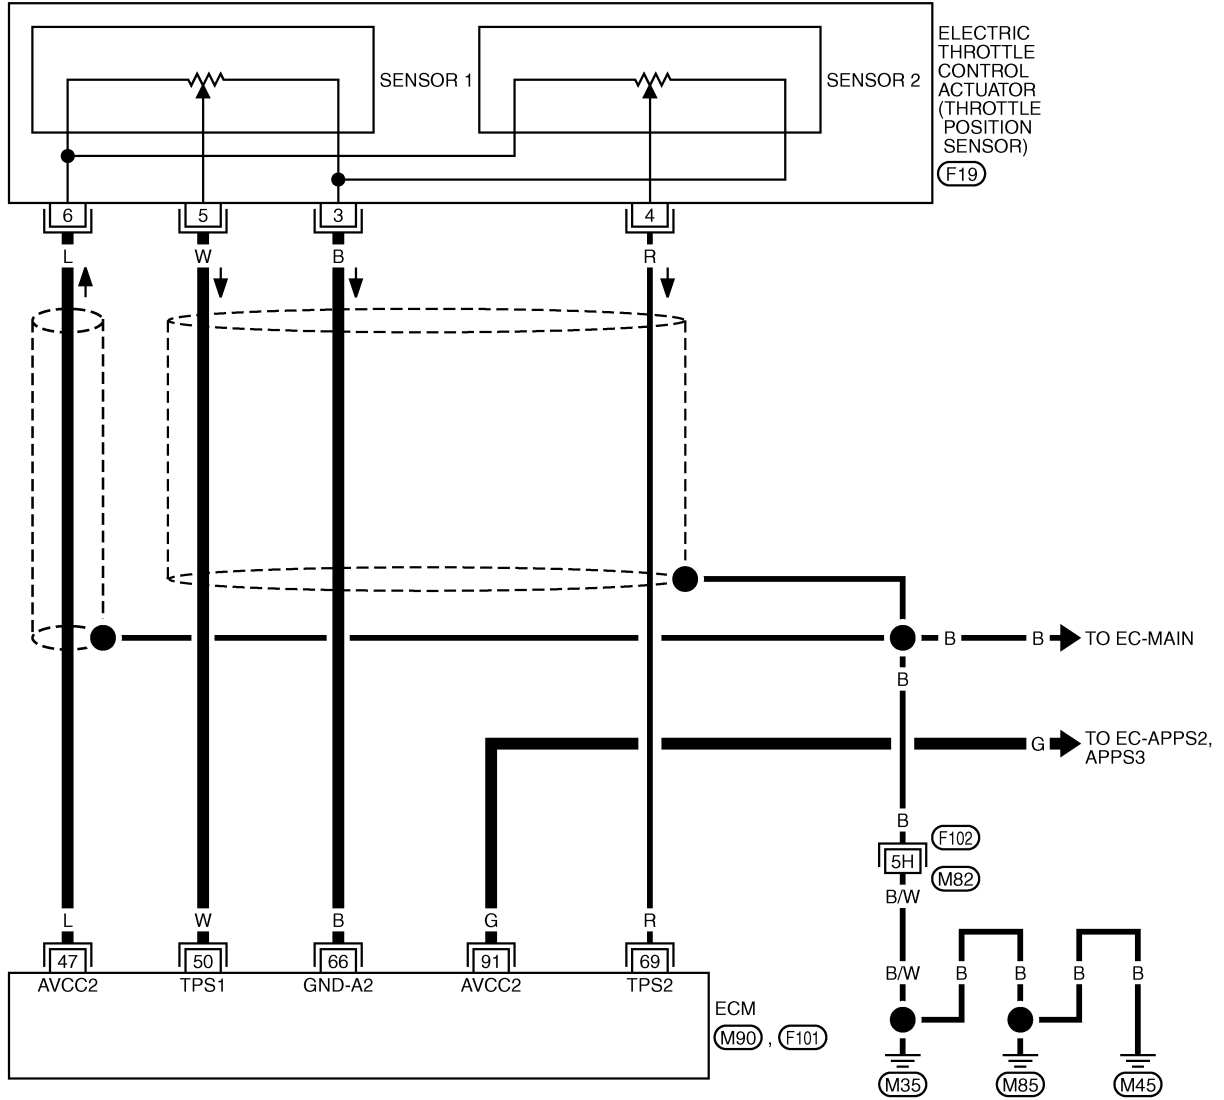 ELECTRIC
THROTTLE
SENSOR 1
SENSOR 2
CONTROL
ACTUATOR
(THROTTLE
POSITION
SENSOR)
F19
6
5
3
4
L
W
B
R
B
B
TO EC-MAIN
B
G
TO EC-APPS2,
APPS3
B
F102
5H
M82
B/W
L
W
B
G
R
47
50
66
91
69
B/W
B
B
B
B
AVCC2
TPS1
GND-A2
AVCC2
TPS2
ECM
M90 , F101
M35
M85
M45